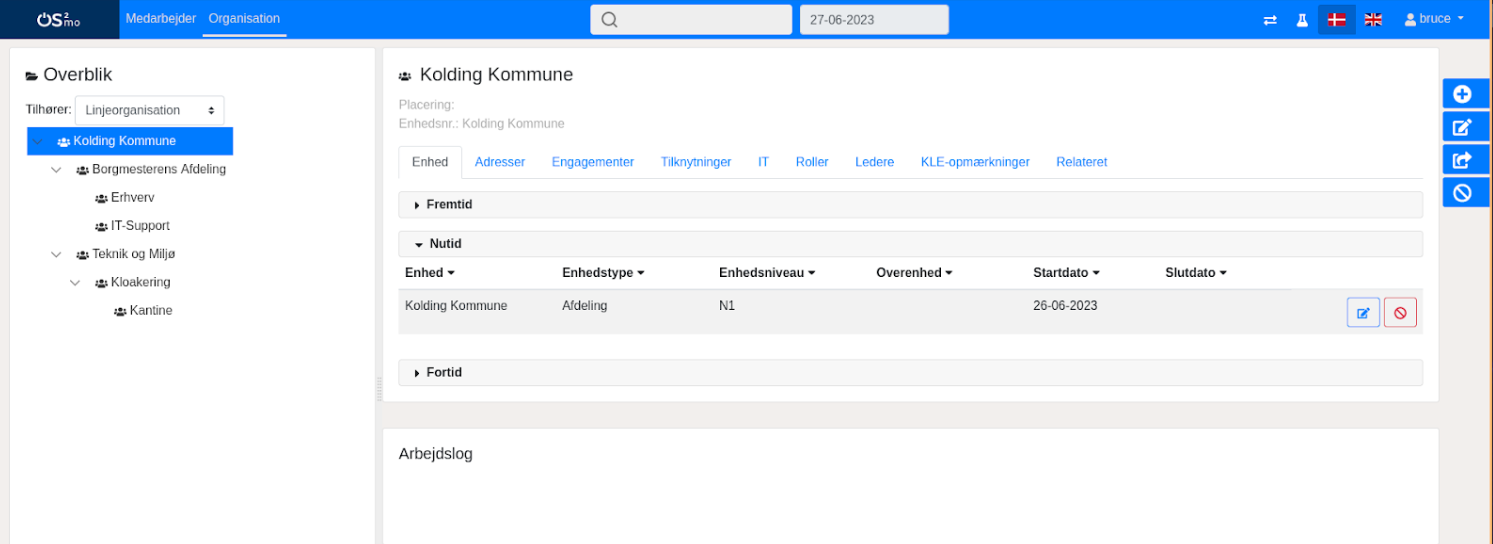 OS²mo Medarbejder Organisation 27-06-2023 bruce
Overblik
Tilhører: Linjeorganisation
Kolding Kommune
Borgmesterens Afdeling
Erhverv
IT-Support
Teknik og Miljø
Kloakering
Kantine
Kolding Kommune
Placering:
Enhedsnr.: Kolding Kommune
Enhed Adresser Engagementer Tilknytninger IT Roller Ledere KLE-opmærkninger Relateret
Fremtid
Nutid
Enhed Enhedstype Enhedsniveau Overenhed Startdato Slutdato
Kolding Kommune Afdeling N1 26-06-2023
Fortid
Arbejdslog